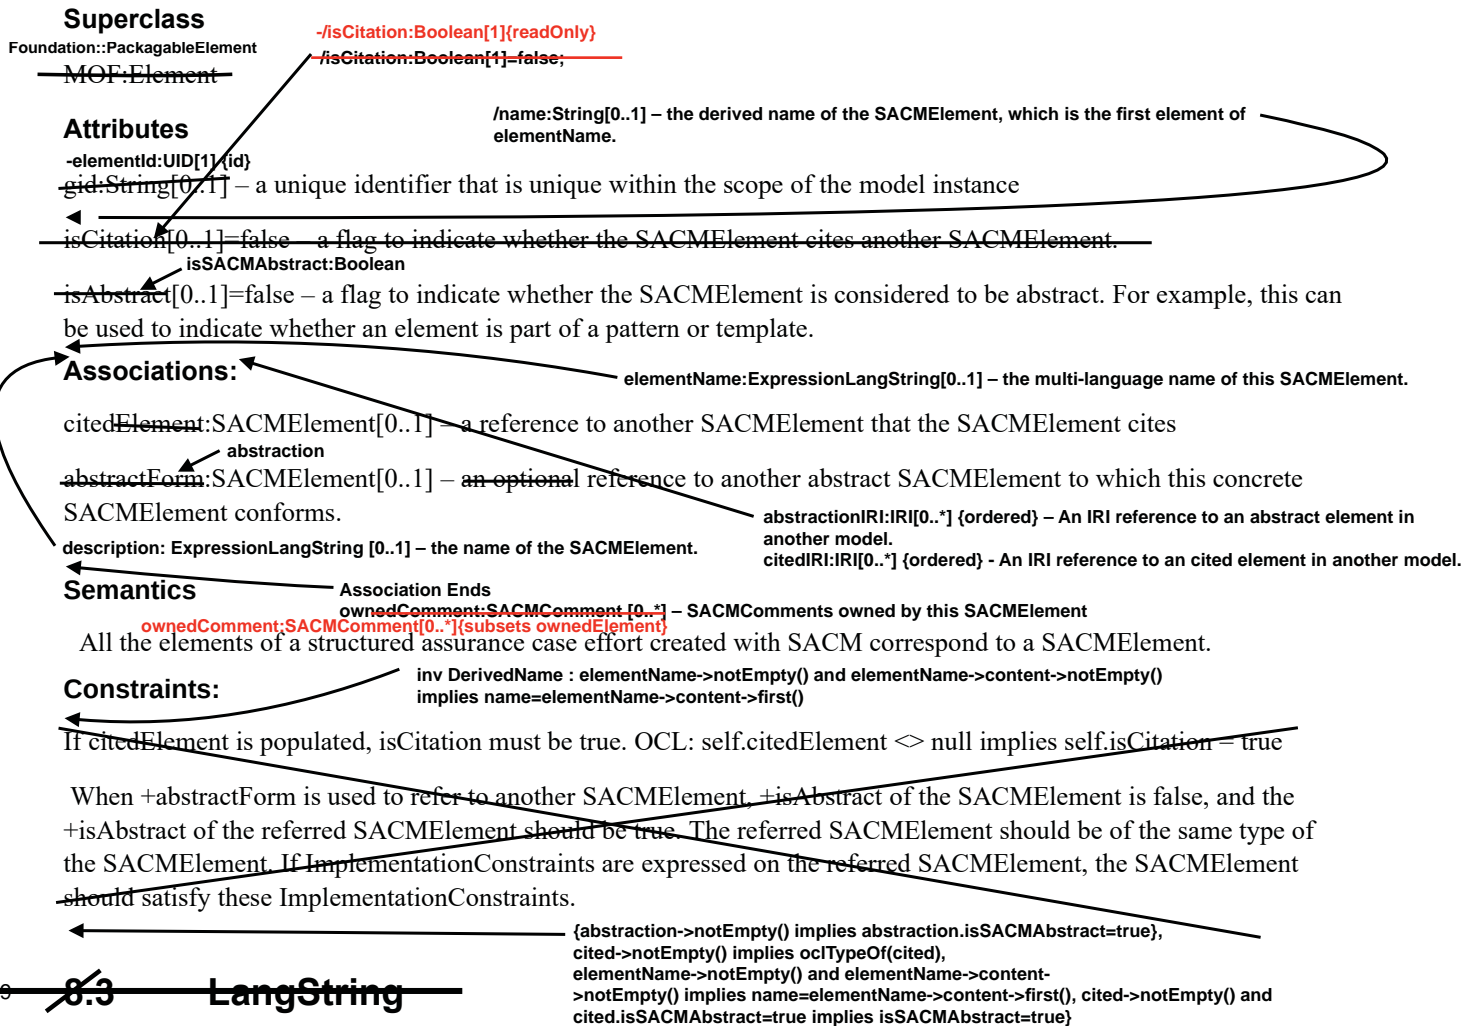 Superclass
-/isCitation:Boolean[1]{readOnly}
Foundation::PackagableElement
-/isCitation:Boolean[1]=false;
MOF:Element
/name:String[0..1] – the derived name of the SACMElement, which is the first element of
elementName.
Attributes
-elementId:UID[1] {id}
gid:String[0..1] – a unique identifier that is unique within the scope of the model instance
isCitation[0..1]=false – a flag to indicate whether the SACMElement cites another SACMElement.
isSACMAbstract:Boolean
isAbstract[0..1]=false – a flag to indicate whether the SACMElement is considered to be abstract. For example, this can
be used to indicate whether an element is part of a pattern or template.
Associations:
elementName:ExpressionLangString[0..1] – the multi-language name of this SACMElement.
citedElement:SACMElement[0..1] – a reference to another SACMElement that the SACMElement cites
abstraction
abstractForm:SACMElement[0..1] – an optional reference to another abstract SACMElement to which this concrete
SACMElement conforms.
abstractionIRI:IRI[0..*] {ordered} – An IRI reference to an abstract element in
another model.
citedIRI:IRI[0..*] {ordered} - An IRI reference to an cited element in another model.
description: ExpressionLangString [0..1] – the name of the SACMElement.
Semantics
Association Ends
ownedComment:SACMComment [0..*] – SACMComments owned by this SACMElement
ownedComment:SACMComment[0..*]{subsets ownedElement}
All the elements of a structured assurance case effort created with SACM correspond to a SACMElement.
Constraints:
inv DerivedName : elementName->notEmpty() and elementName->content->notEmpty()
implies name=elementName->content->first()
If citedElement is populated, isCitation must be true. OCL: self.citedElement <> null implies self.isCitation = true
When +abstractForm is used to refer to another SACMElement, +isAbstract of the SACMElement is false, and the
+isAbstract of the referred SACMElement should be true. The referred SACMElement should be of the same type of
the SACMElement. If ImplementationConstraints are expressed on the referred SACMElement, the SACMElement
should satisfy these ImplementationConstraints.
{abstraction->notEmpty() implies abstraction.isSACMAbstract=true},
cited->notEmpty() implies oclTypeOf(cited),
elementName->notEmpty() and elementName->content-
>notEmpty() implies name=elementName->content->first(), cited->notEmpty() and
cited.isSACMAbstract=true implies isSACMAbstract=true}
8.3 LangString